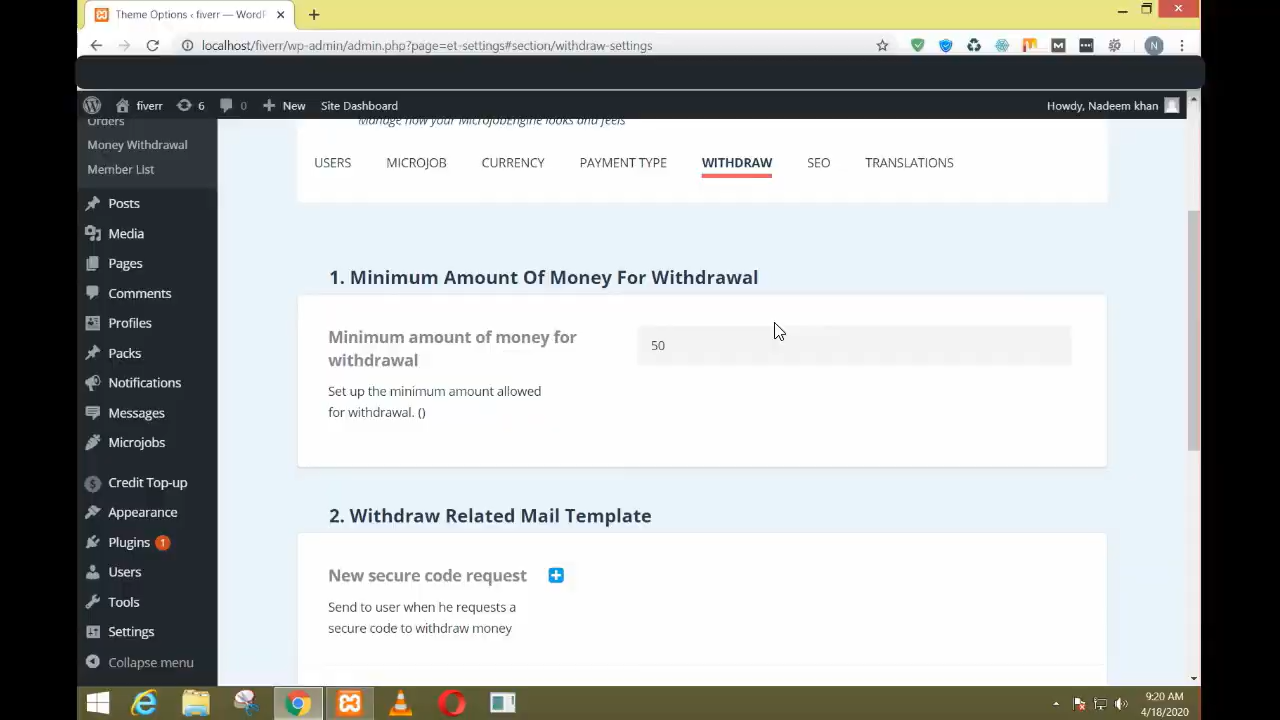 Theme Options ‹ fiverr — WordP
localhost/fiverr/wp-admin/admin.php?page=et-settings#section/withdraw-settings
N
fiverr 6 0 New Site Dashboard Howdy, Nadeem khan
Orders
Money Withdrawal
Member List
Posts
Media
Pages
Comments
Profiles
Packs
Notifications
Messages
Microjobs
Credit Top-up
Appearance
Plugins 1
Users
Tools
Settings
Collapse menu
Manage how your MicrojobEngine looks and feels
USERS MICROJOB CURRENCY PAYMENT TYPE WITHDRAW SEO TRANSLATIONS
1. Minimum Amount Of Money For Withdrawal
Minimum amount of money for
withdrawal
50
Set up the minimum amount allowed
for withdrawal. ()
2. Withdraw Related Mail Template
New secure code request
Send to user when he requests a
secure code to withdraw money
9:20 AM
4/18/2020